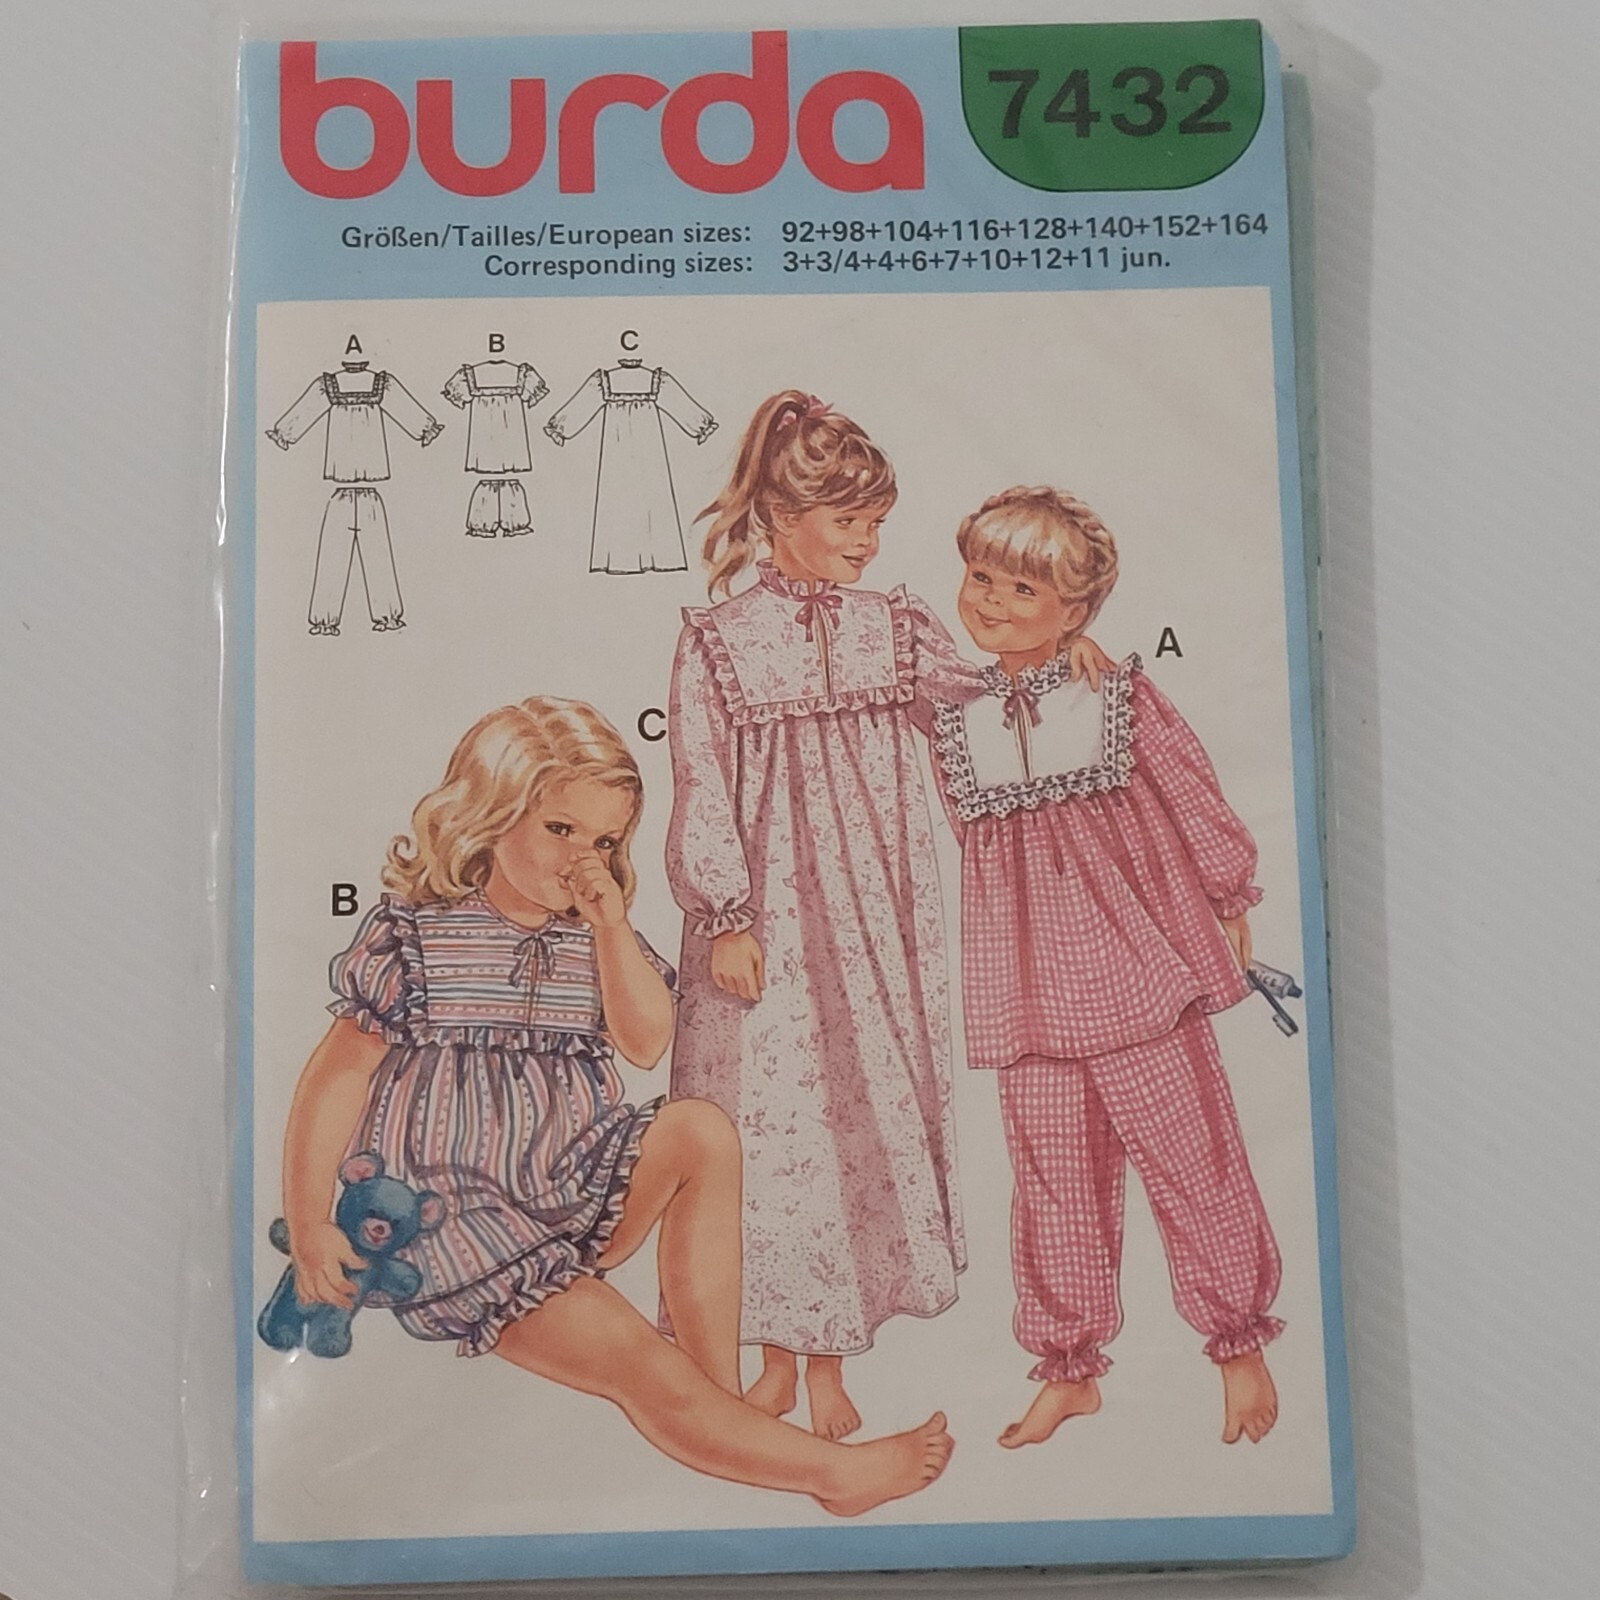 burda 7432
Größen/Tailles/European sizes: 92+98+104+116+128+140+152+164
Corresponding sizes: 3+3/4+4+6+7+10+12+11 jun.
A B C
A
C
B